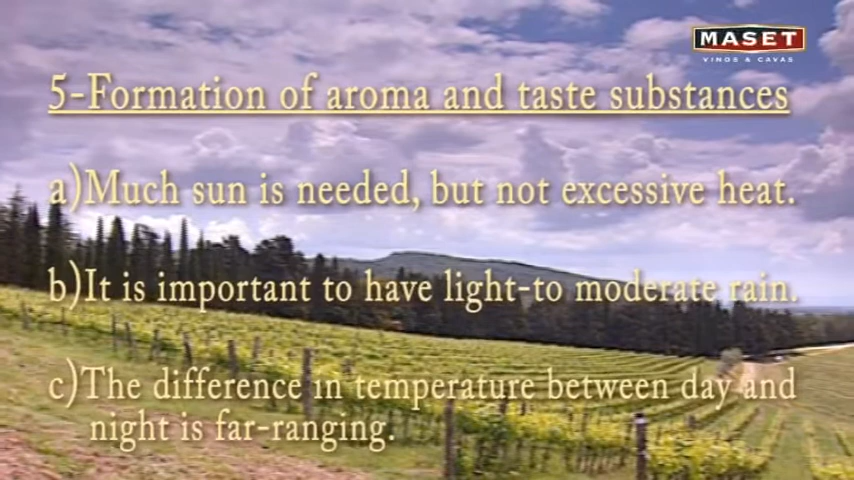 MASET
VINOS & CAVAS
5-Formation of aroma and taste substances
a)Much sun is needed, but not excessive heat.
b)It is important to have light-to moderate rain.
c)The difference in temperature between day and
night is far-ranging.